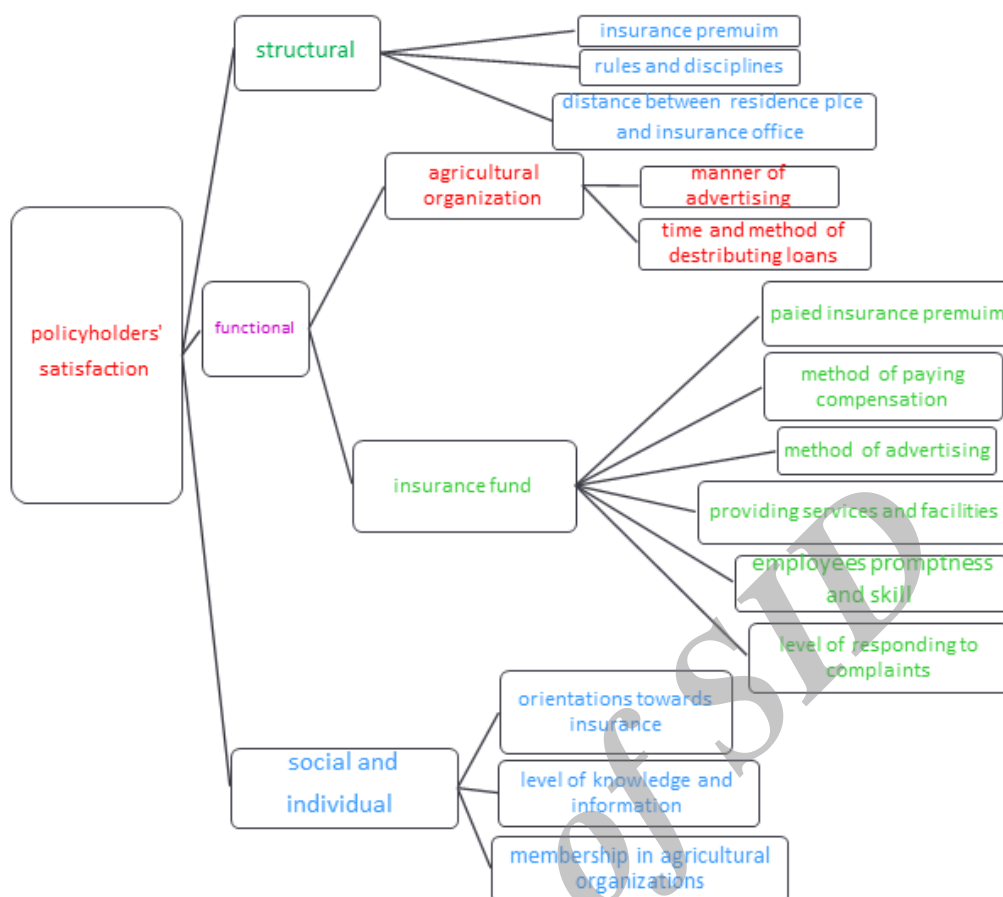 structural
insurance premuim
rules and disciplines
distance between residence plce
and insurance office
agricultural
organization
manner of
advertising
time and method of
destributing loans
policyholders'
satisfaction
functional
insurance fund
paied insurance premuim
method of paying
compensation
method of advertising
providing services and facilities
employees promptness
and skill
level of responding to
complaints
social and
individual
orientations towards
insurance
level of knowledge and
information
membership in agricultural
organizations
of SID